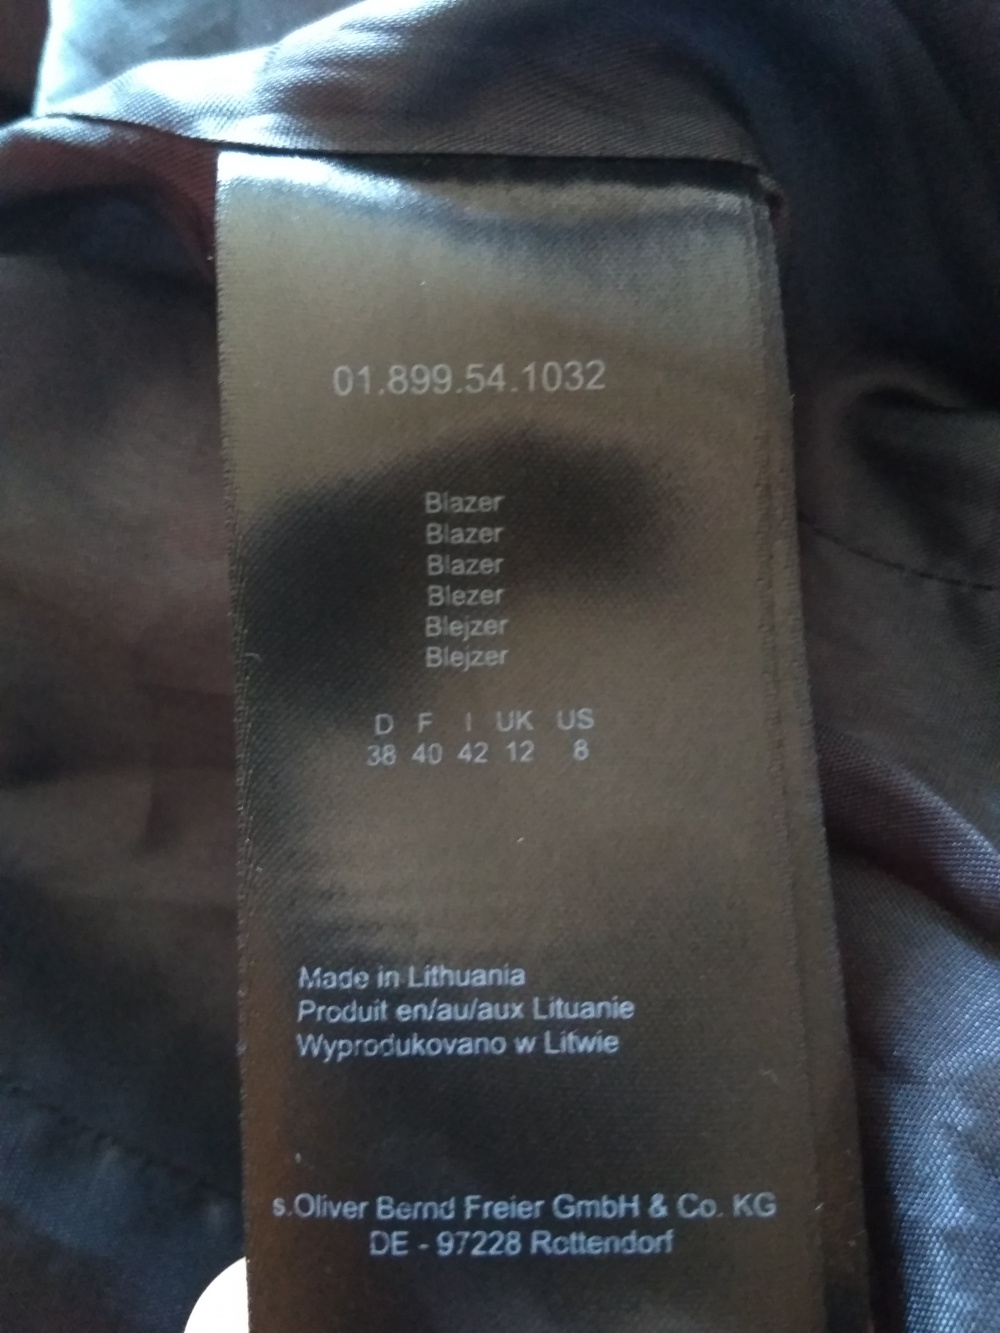 01.899.54.1032
Blazer
Blazer
Blazer
Blezer
Blejzer
Blejzer
D F I UK US
38 40 42 12 8
Made in Lithuania
Produit en/au/aux Lituanie
Wyprodukovano w Litwie
s.Oliver Bernd Freier GmbH & Co. KG
DE - 97228 Rottendorf